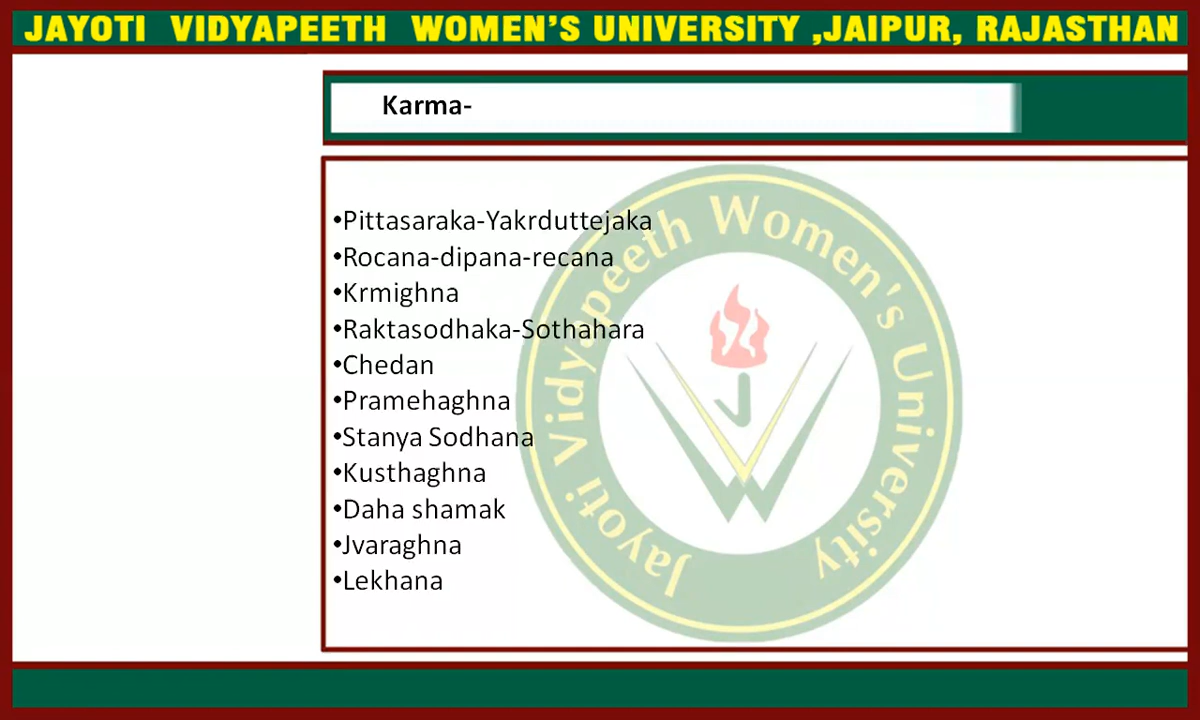 JAYOTI VIDYAPEETH WOMEN'S UNIVERSITY ,JAIPUR, RAJASTHAN
Karma-
•Pittasaraka-Yakrduttejaka
•Rocana-dipana-recana
•Krmighna
•Raktasodhaka-Sothahara
•Chedan
•Pramehaghna
•Stanya Sodhana
•Kusthaghna
•Daha shamak
•Jvaraghna
•Lekhana
Jayoti Vidyapeeth Women's University
J
W